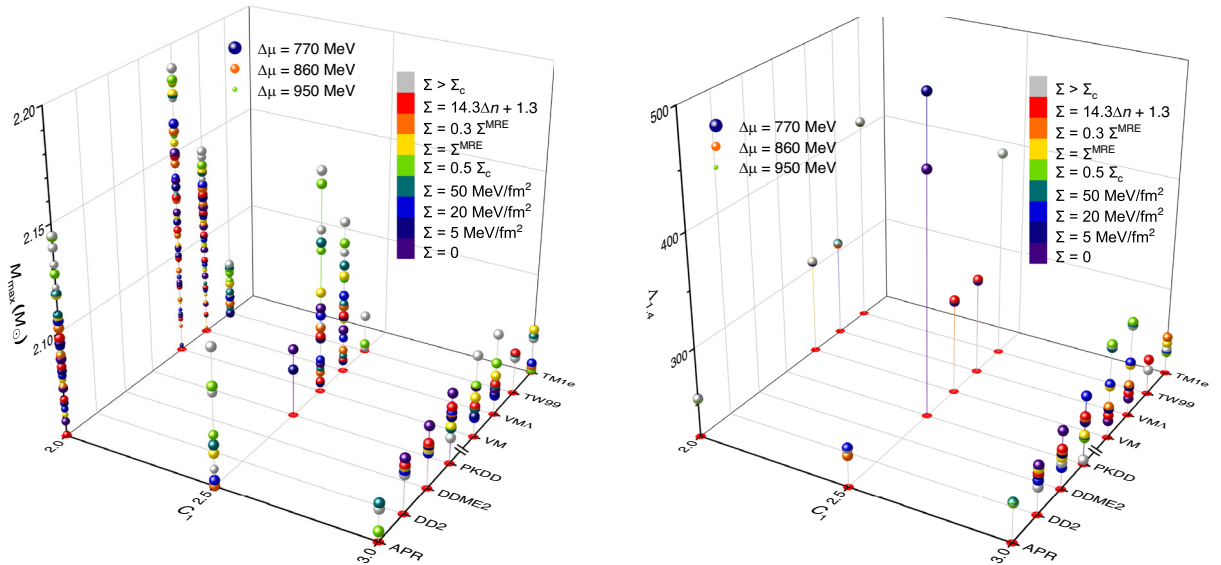 Δμ = 770 MeV
Δμ = 860 MeV
Δμ = 950 MeV
Σ > Σc
Σ = 14.3Δn + 1.3
Σ = 0.3 Σ^MRE
Σ = Σ^MRE
Σ = 0.5 Σc
Σ = 50 MeV/fm²
Σ = 20 MeV/fm²
Σ = 5 MeV/fm²
Σ = 0
2.20
2.15
2.10
Mmax (M⊙)
2.0
2.5
3.0
APR
DD2
DDME2
PKDD
VM
VMΛ
TW99
TM1e
Δμ = 770 MeV
Δμ = 860 MeV
Δμ = 950 MeV
Σ > Σc
Σ = 14.3Δn + 1.3
Σ = 0.3 Σ^MRE
Σ = Σ^MRE
Σ = 0.5 Σc
Σ = 50 MeV/fm²
Σ = 20 MeV/fm²
Σ = 5 MeV/fm²
Σ = 0
500
400
300
2.0
2.5
3.0
APR
DD2
DDME2
PKDD
VM
VMΛ
TW99
TM1e